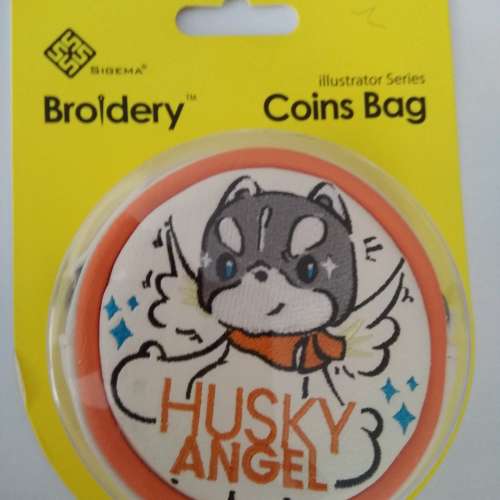 SIGEMA®
illustrator Series
Broidery™
Coins Bag
HUSKY
ANGEL